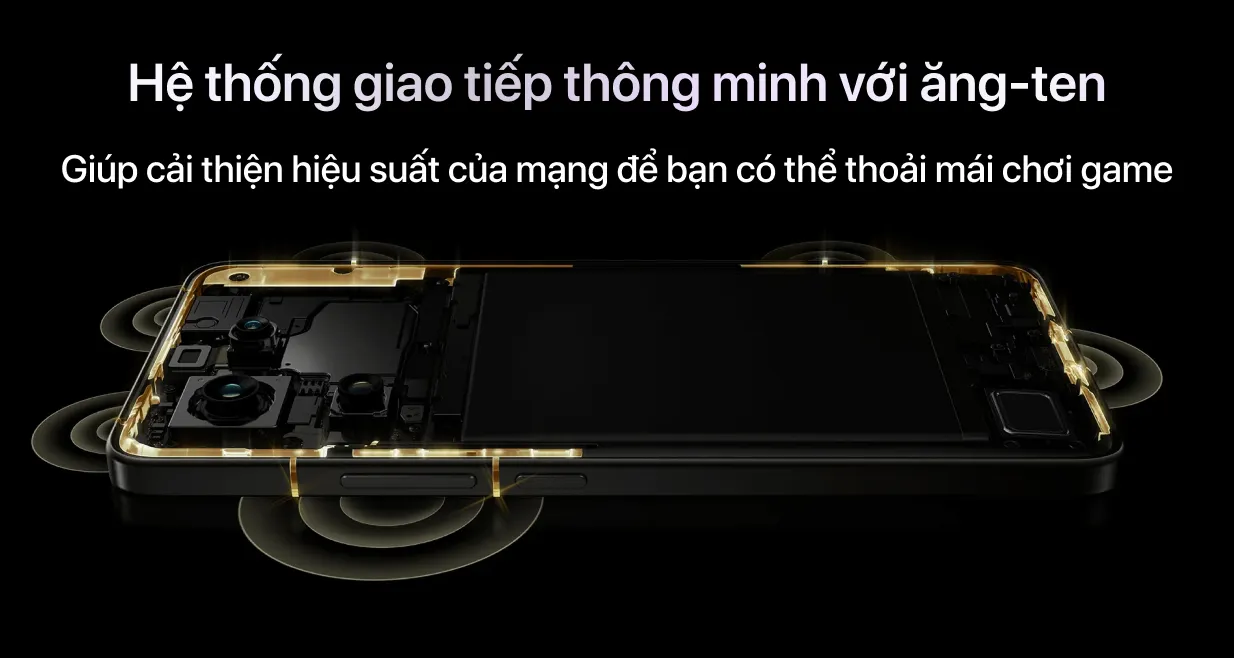 Hệ thống giao tiếp thông minh với ăng-ten
Giúp cải thiện hiệu suất của mạng để bạn có thể thoải mái chơi game